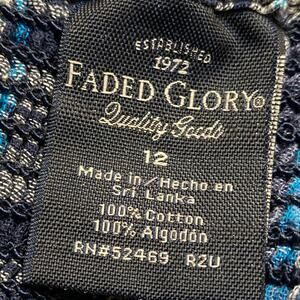 ESTABLISHED
1972
FADED GLORY®
Quality Goods
12
Made in/Hecho en
Sri Lanka
100% Cotton
100% Algodón
RN#52469 R2U